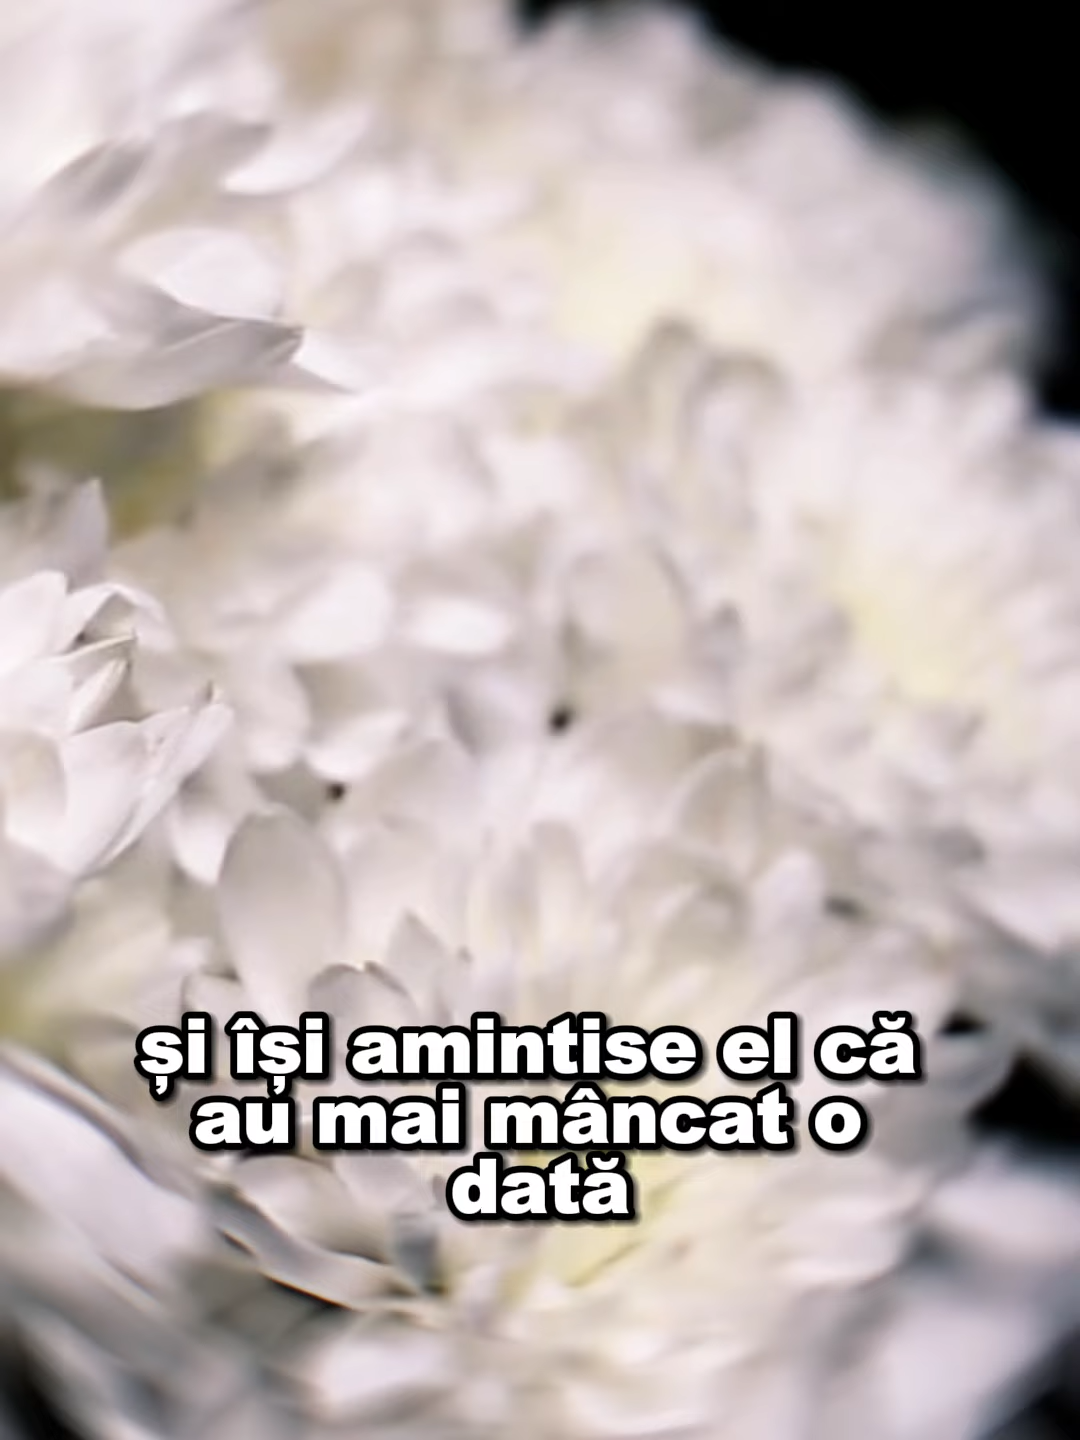 și își amintise el că
au mai mâncat o
dată